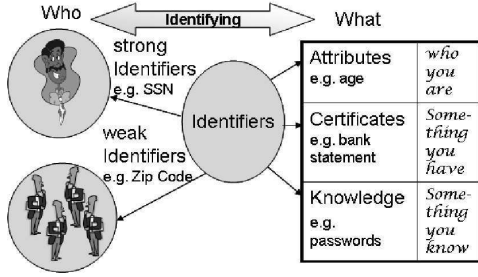 Who
Identifying
What
strong
Identifiers
e.g. SSN
weak
Identifiers
e.g. Zip Code
Identifiers
Attributes
e.g. age
who
you
are
Certificates
e.g. bank
statement
Some-
thing
you
have
Knowledge
e.g.
passwords
Some-
thing
you
know